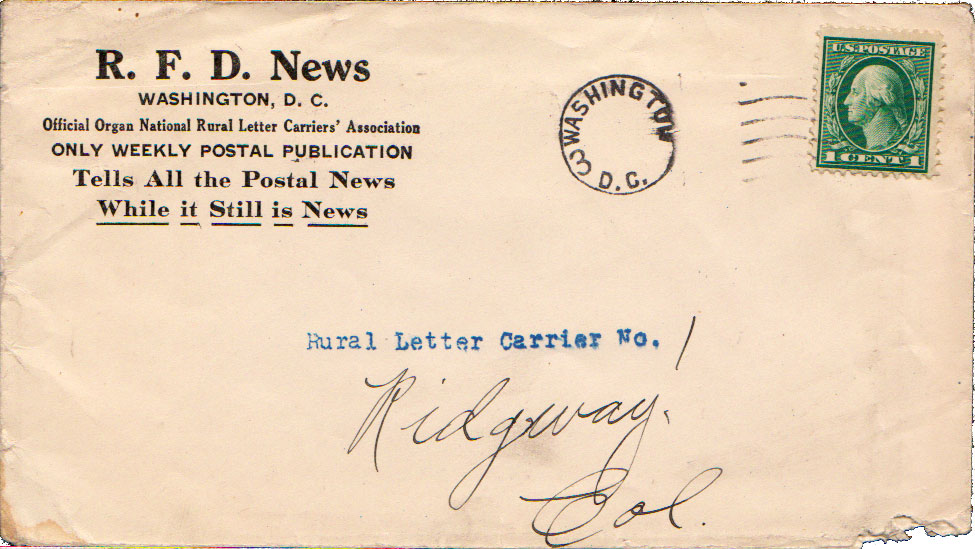 R. F. D. News
WASHINGTON, D. C.
Official Organ National Rural Letter Carriers' Association
ONLY WEEKLY POSTAL PUBLICATION
Tells All the Postal News
While it Still is News
WASHINGTON
3
D.C.
U.S. POSTAGE
1 CENT 1
Rural Letter Carrier No. 1
Ridgway.
Col.